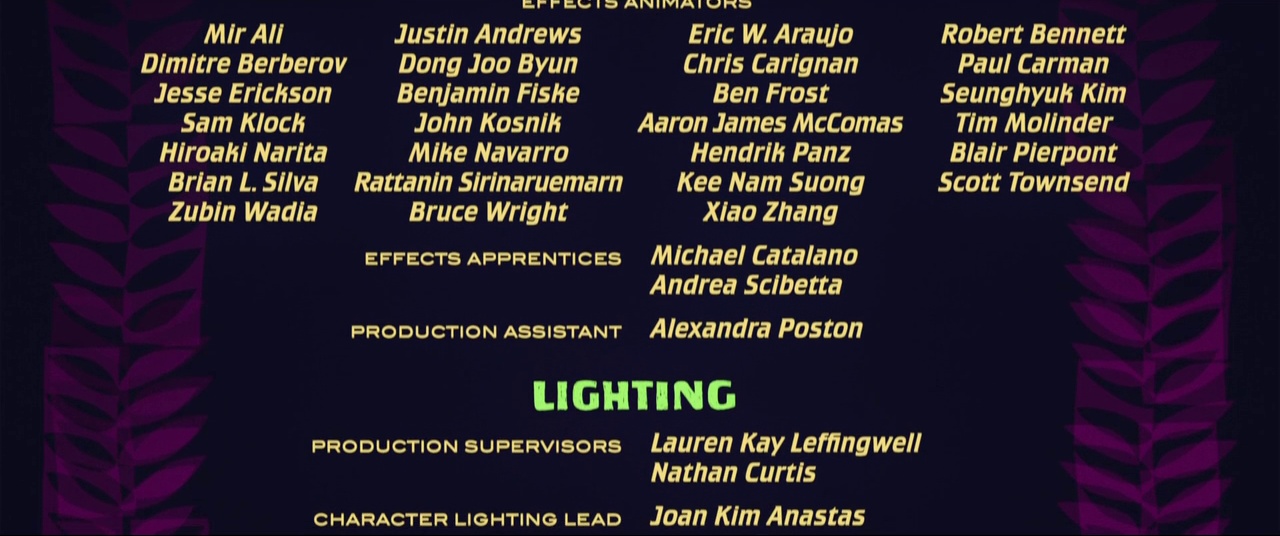 EFFECTS ANIMATORS
Mir Ali Justin Andrews Eric W. Araujo Robert Bennett
Dimitre Berberov Dong Joo Byun Chris Carignan Paul Carman
Jesse Erickson Benjamin Fiske Ben Frost Seunghyuk Kim
Sam Klock John Kosnik Aaron James McComas Tim Molinder
Hiroaki Narita Mike Navarro Hendrik Panz Blair Pierpont
Brian L. Silva Rattanin Sirinaruemarn Kee Nam Suong Scott Townsend
Zubin Wadia Bruce Wright Xiao Zhang
EFFECTS APPRENTICES Michael Catalano
Andrea Scibetta
PRODUCTION ASSISTANT Alexandra Poston
LIGHTING
PRODUCTION SUPERVISORS Lauren Kay Leffingwell
Nathan Curtis
CHARACTER LIGHTING LEAD Joan Kim Anastas